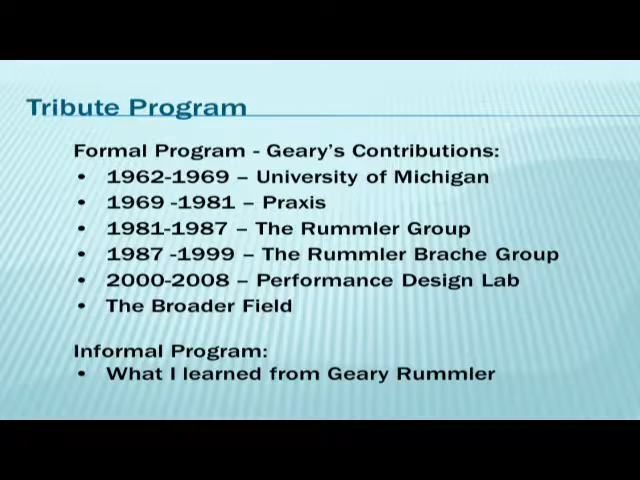 Tribute Program
Formal Program - Geary's Contributions:
• 1962-1969 – University of Michigan
• 1969 -1981 – Praxis
• 1981-1987 – The Rummler Group
• 1987 -1999 – The Rummler Brache Group
• 2000-2008 – Performance Design Lab
• The Broader Field
Informal Program:
• What I learned from Geary Rummler